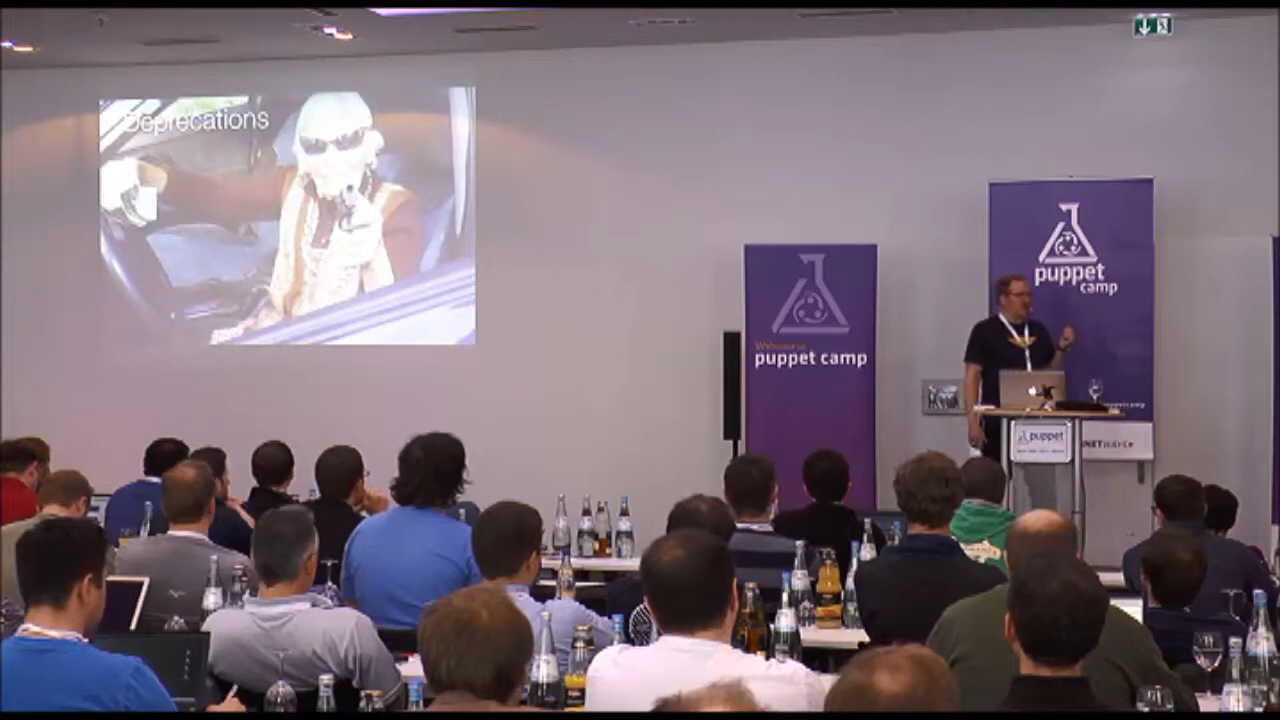 Deprecations
puppet
camp
Welcome to
puppet camp
puppet
NETWAYS